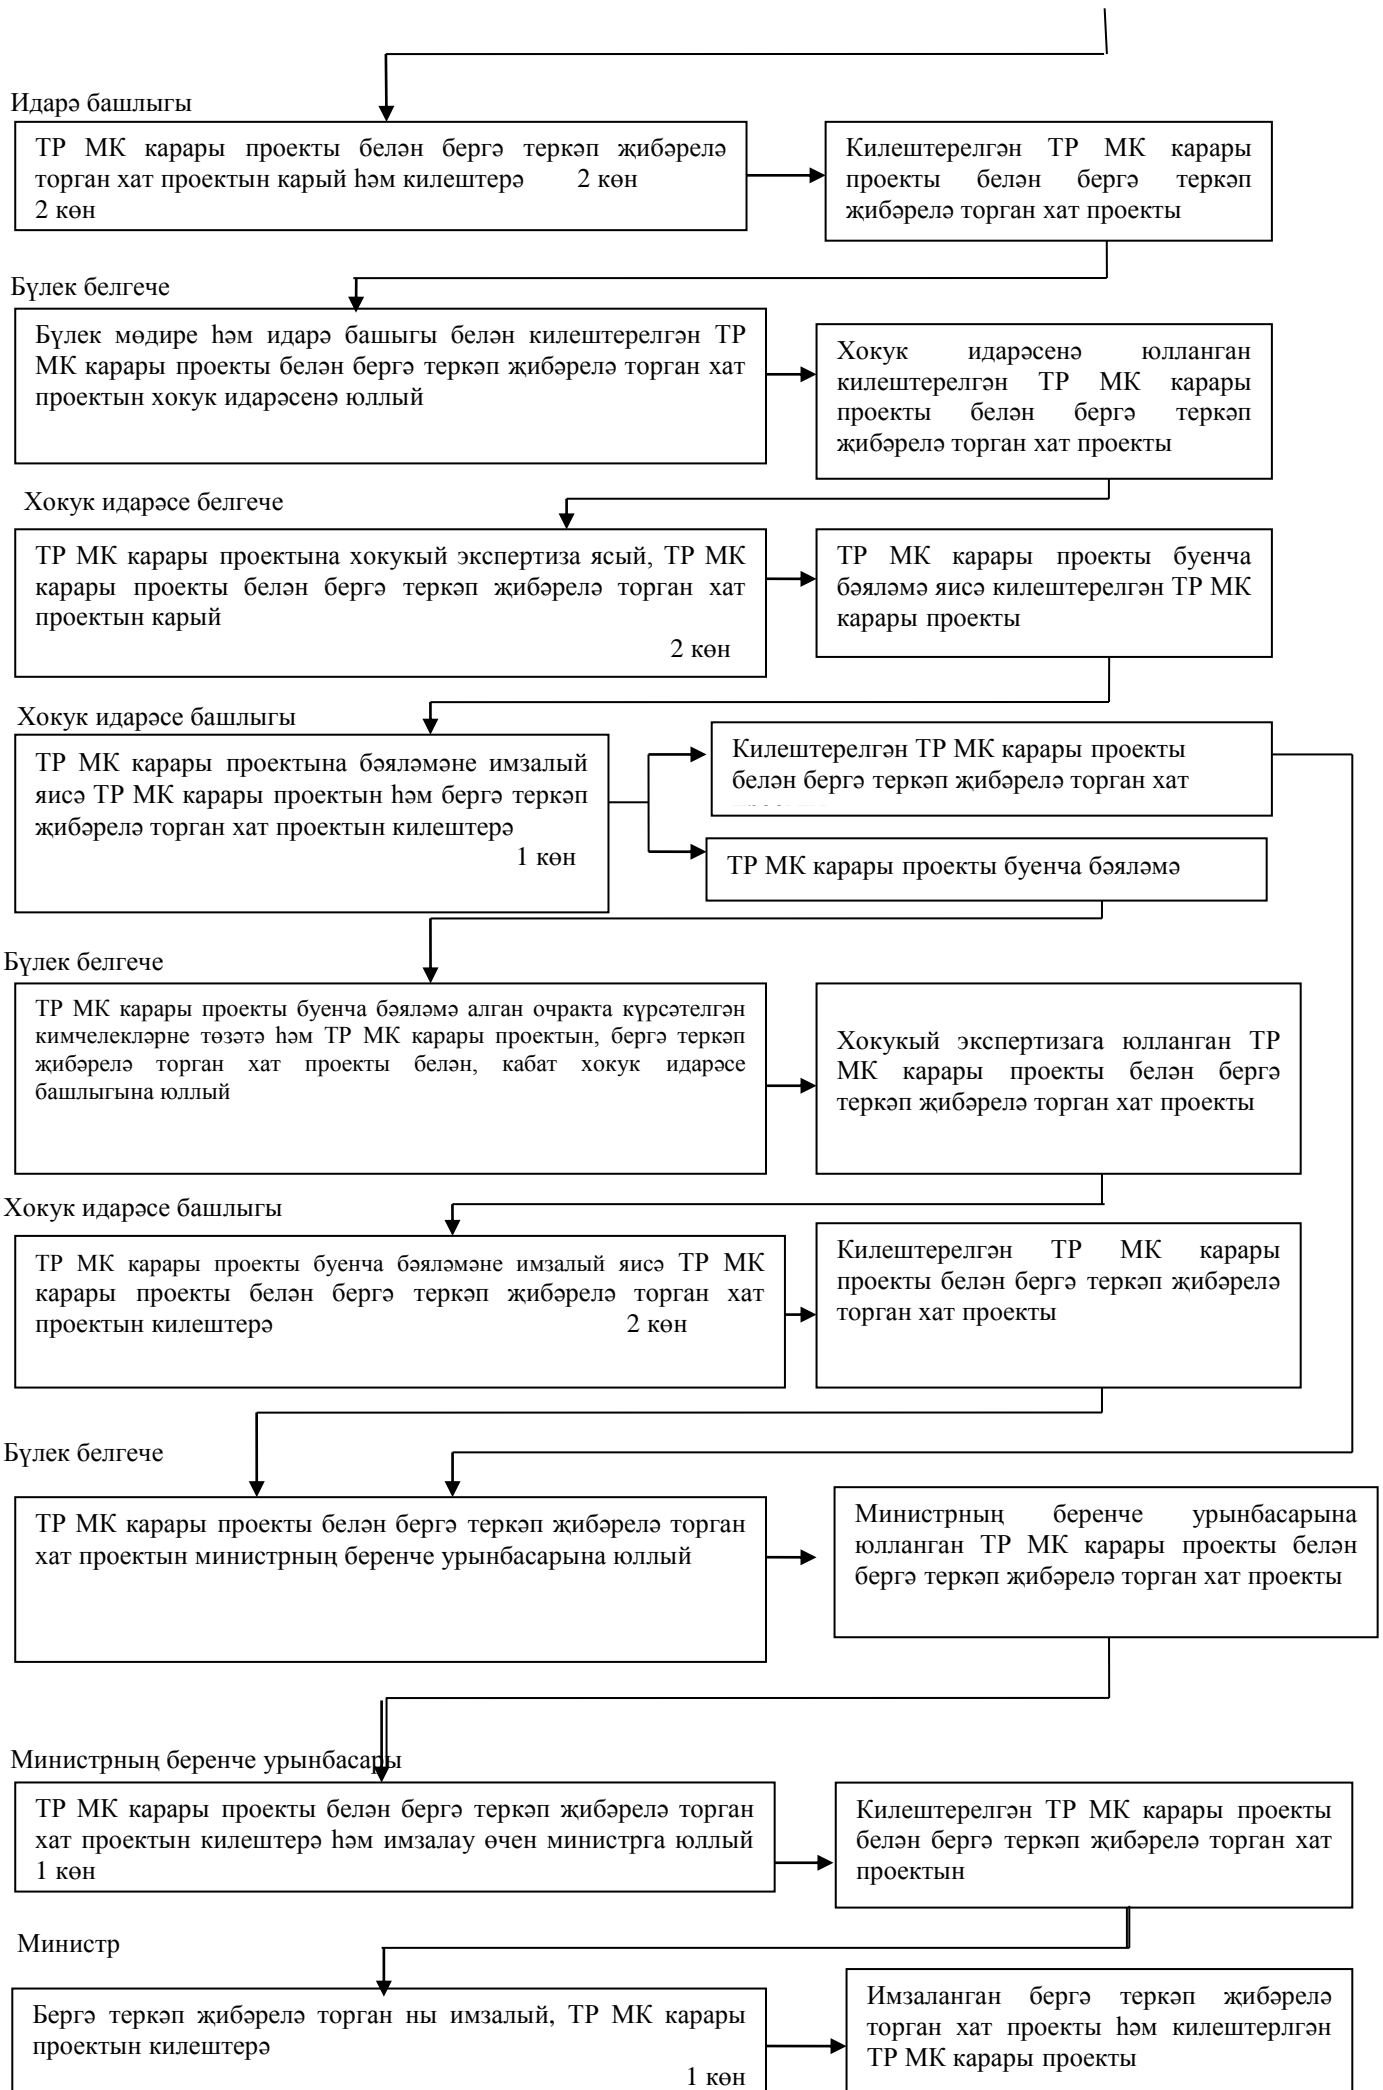 Идарә башлыгы
ТР МК карары проекты белән бергә теркәп җибәрелә
торган хат проектын карый һәм килештерә 2 көн
2 көн
Килештерелгән ТР МК карары
проекты белән бергә теркәп
җибәрелә торган хат проекты
Бүлек белгече
Бүлек мөдире һәм идарә башыгы белән килештерелгән ТР
МК карары проекты белән бергә теркәп җибәрелә торган хат
проектын хокук идарәсенә юллый
Хокук идарәсенә юлланган
килештерелгән ТР МК карары
проекты белән бергә теркәп
җибәрелә торган хат проекты
Хокук идарәсе белгече
ТР МК карары проектына хокукый экспертиза ясый, ТР МК
карары проекты белән бергә теркәп җибәрелә торган хат
проектын карый
2 көн
ТР МК карары проекты буенча
бәяләмә яисә килештерелгән ТР МК
карары проекты
Хокук идарәсе башлыгы
ТР МК карары проектына бәяләмәне имзалый
яисә ТР МК карары проектын һәм бергә теркәп
җибәрелә торган хат проектын килештерә
1 көн
Килештерелгән ТР МК карары проекты
белән бергә теркәп җибәрелә торган хат
ТР МК карары проекты буенча бәяләмә
Бүлек белгече
ТР МК карары проекты буенча бәяләмә алган очракта күрсәтелгән
кимчелекләрне төзәтә һәм ТР МК карары проектын, бергә теркәп
җибәрелә торган хат проекты белән, кабат хокук идарәсе
башлыгына юллый
Хокукый экспертизага юлланган ТР
МК карары проекты белән бергә
теркәп җибәрелә торган хат проекты
Хокук идарәсе башлыгы
ТР МК карары проекты буенча бәяләмәне имзалый яисә ТР МК
карары проекты белән бергә теркәп җибәрелә торган хат
проектын килештерә 2 көн
Килештерелгән ТР МК карары
проекты белән бергә теркәп җибәрелә
торган хат проекты
Бүлек белгече
ТР МК карары проекты белән бергә теркәп җибәрелә торган
хат проектын министрның беренче урынбасарына юллый
Министрның беренче урынбасарына
юлланган ТР МК карары проекты белән
бергә теркәп җибәрелә торган хат проекты
Министрның беренче урынбасары
ТР МК карары проекты белән бергә теркәп җибәрелә торган
хат проектын килештерә һәм имзалау өчен министрга юллый
1 көн
Килештерелгән ТР МК карары проекты
белән бергә теркәп җибәрелә торган хат
проектын
Министр
Бергә теркәп җибәрелә торган ны имзалый, ТР МК карары
проектын килештерә
1 көн
Имзаланган бергә теркәп җибәрелә
торган хат проекты һәм килештерлгән
ТР МК карары проекты